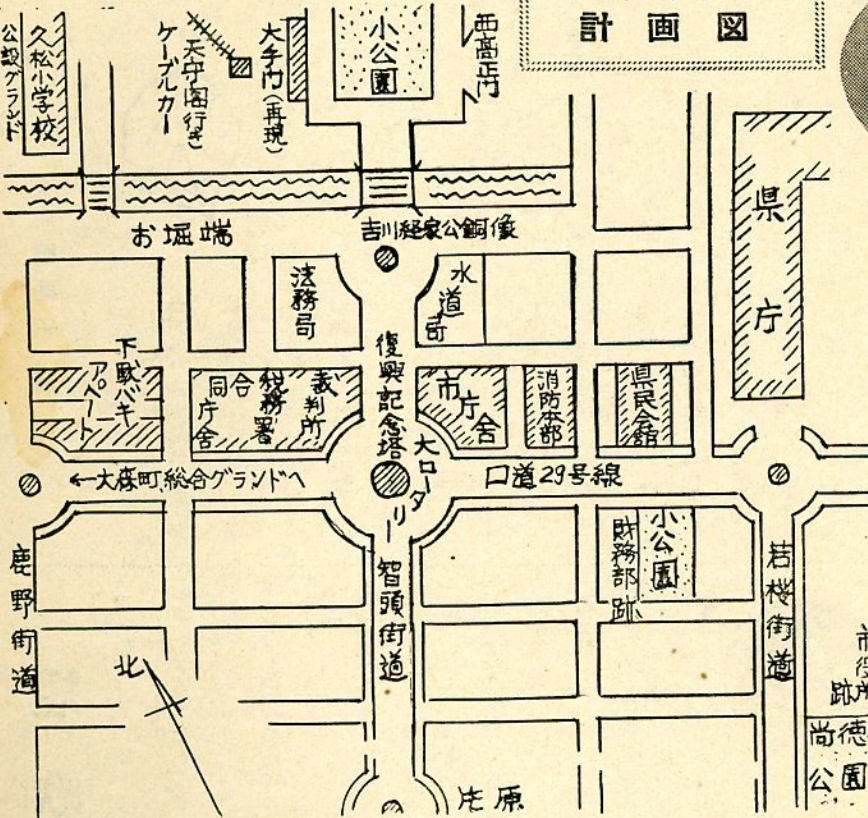 計画図
公設グランド
久松小学校
ケーブルカー
天守閣行き
大手門(再現)
小公園
西高正門
県庁
お堀端
吉川経家公銅像
法務局
水道局
下駄バキ
アパート
合同庁舎
税務署
裁判所
復興記念塔
市庁舎
消防本部
県民会館
大ロータリー
←大森町総合グランドへ
口道29号線
財務部跡
小公園
鹿野街道
智頭街道
若桜街道
北
市役所跡
尚徳公園